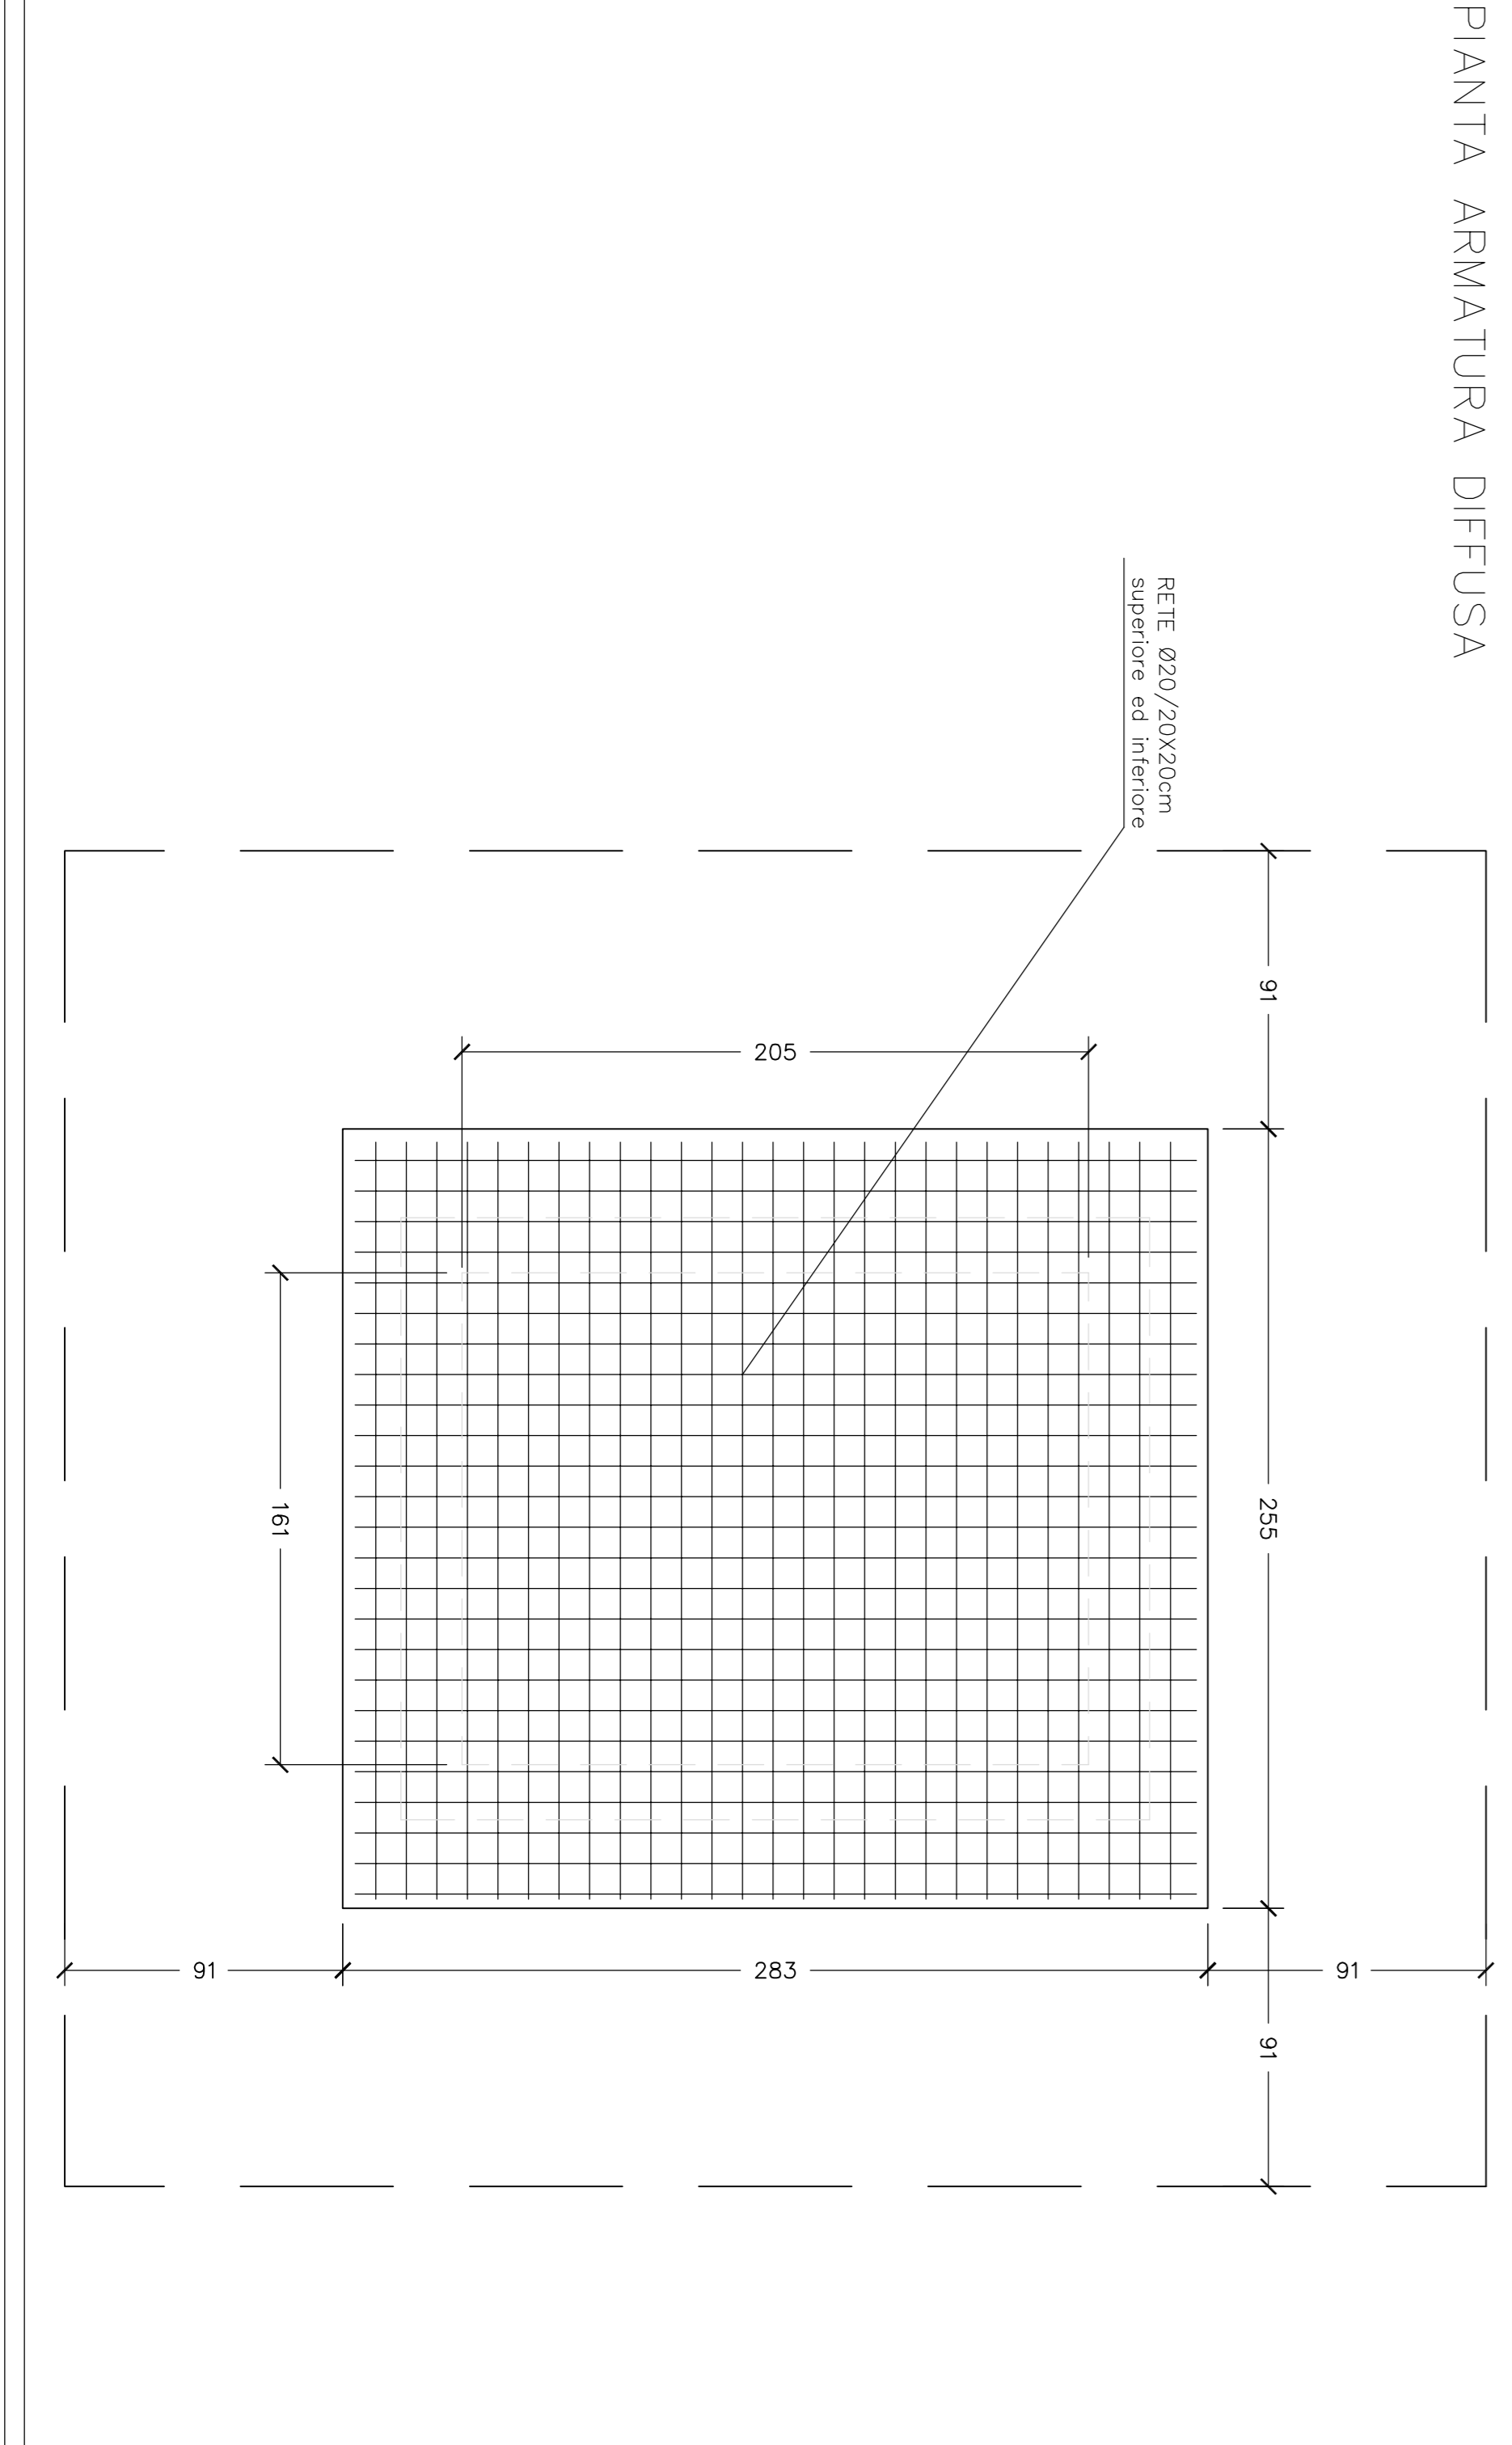 PIANTA ARMATURA DIFFUSA
RETE Ø20/20X20cm
superiore ed inferiore
91
205
255
161
91
283
91
91